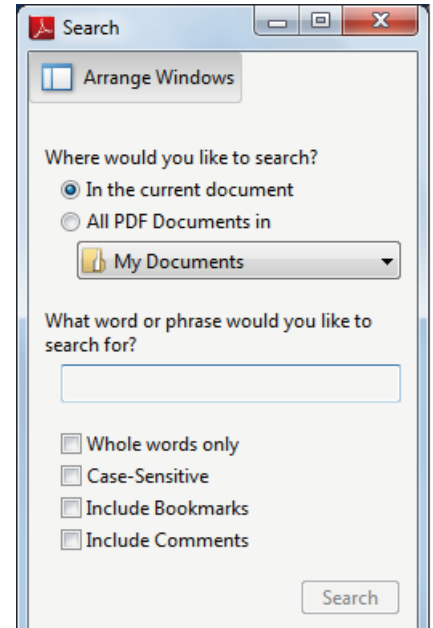 Search
Arrange Windows
Where would you like to search?
In the current document
All PDF Documents in
My Documents
What word or phrase would you like to
search for?
Whole words only
Case-Sensitive
Include Bookmarks
Include Comments
Search